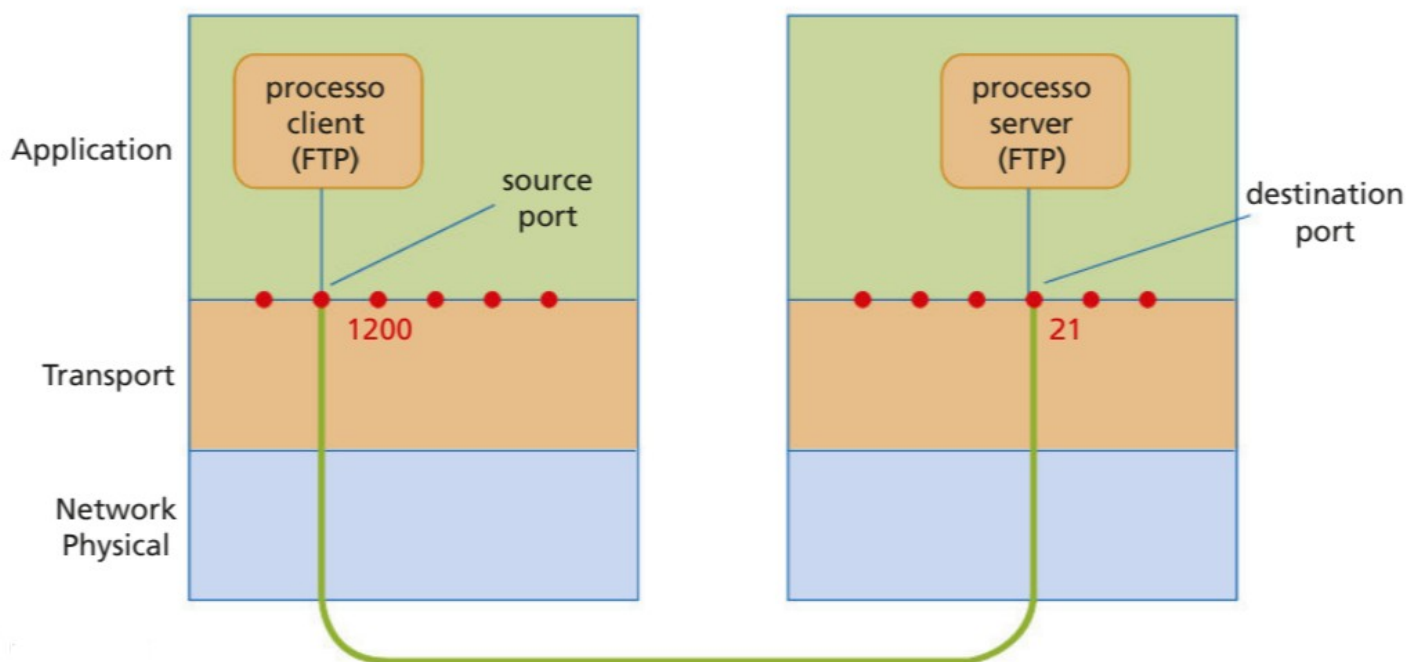 Application
processo
client
(FTP)
source
port
1200
processo
server
(FTP)
destination
port
21
Transport
Network
Physical